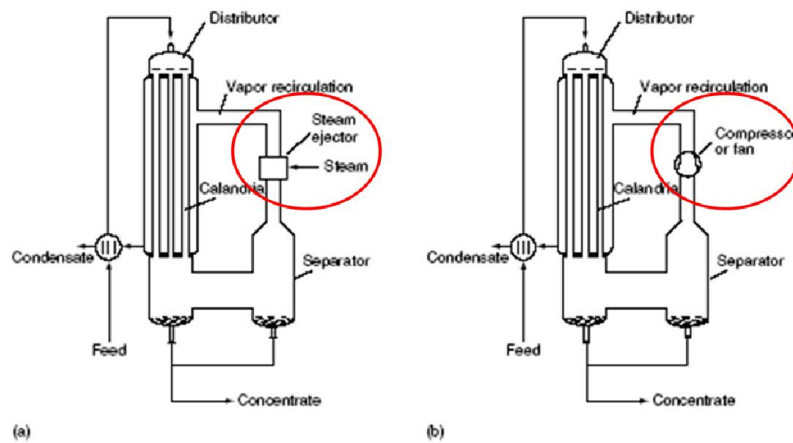 Distributor
Vapor recirculation
Steam
ejector
Steam
Calandria
Condensate
Separator
Feed
Concentrate
(a)
Distributor
Vapor recirculation
Compresso
or fan
Calandria
Condensate
Separator
Feed
Concentrate
(b)